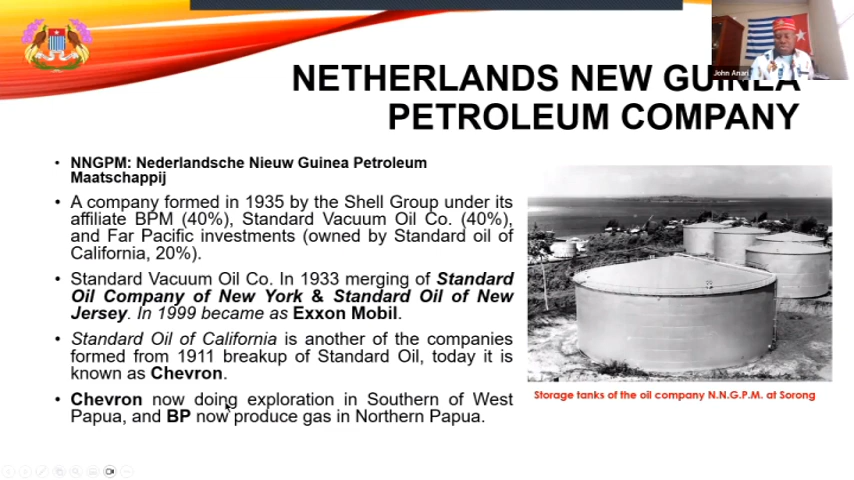 NETHERLANDS NEW GUINEA
PETROLEUM COMPANY
John Anari
• NNGPM: Nederlandsche Nieuw Guinea Petroleum
Maatschappij
• A company formed in 1935 by the Shell Group under its
affiliate BPM (40%), Standard Vacuum Oil Co. (40%),
and Far Pacific investments (owned by Standard oil of
California, 20%).
• Standard Vacuum Oil Co. In 1933 merging of Standard
Oil Company of New York & Standard Oil of New
Jersey. In 1999 became as Exxon Mobil.
• Standard Oil of California is another of the companies
formed from 1911 breakup of Standard Oil, today it is
known as Chevron.
• Chevron now doing exploration in Southern of West
Papua, and BP now produce gas in Northern Papua.
Storage tanks of the oil company N.N.G.P.M. at Sorong